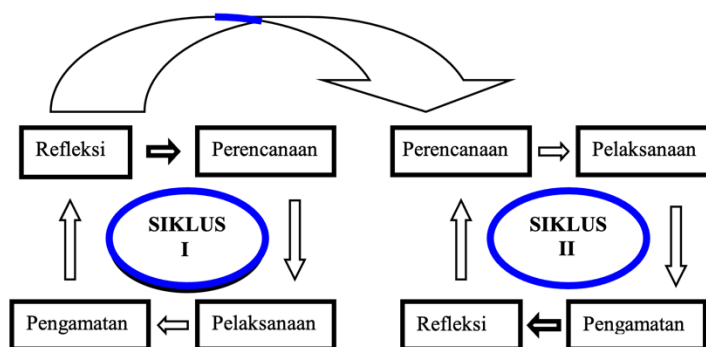 Refleksi
Perencanaan
Perencanaan
Pelaksanaan
SIKLUS
I
SIKLUS
II
Pengamatan
Pelaksanaan
Refleksi
Pengamatan